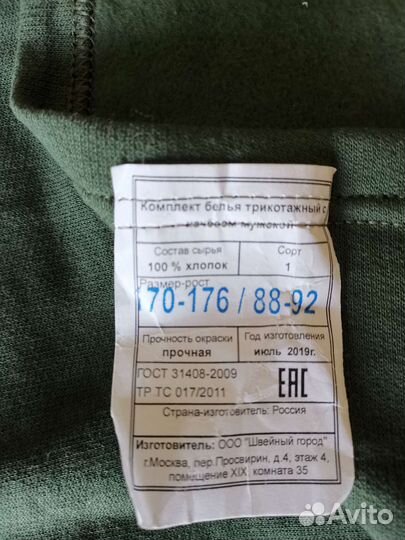 Комплект белья трикотажный с
начесом мужской
Состав сырья Сорт
100 % хлопок 1
Размер-рост
170-176 / 88-92
Прочность окраски Год изготовления
прочная июль 2019г.
ГОСТ 31408-2009
ТР ТС 017/2011 ЕАС
Страна-изготовитель: Россия
Изготовитель: ООО "Швейный город"
г.Москва, пер.Просвирин, д.4, этаж 4,
помещение XIX, комната 35
Avito